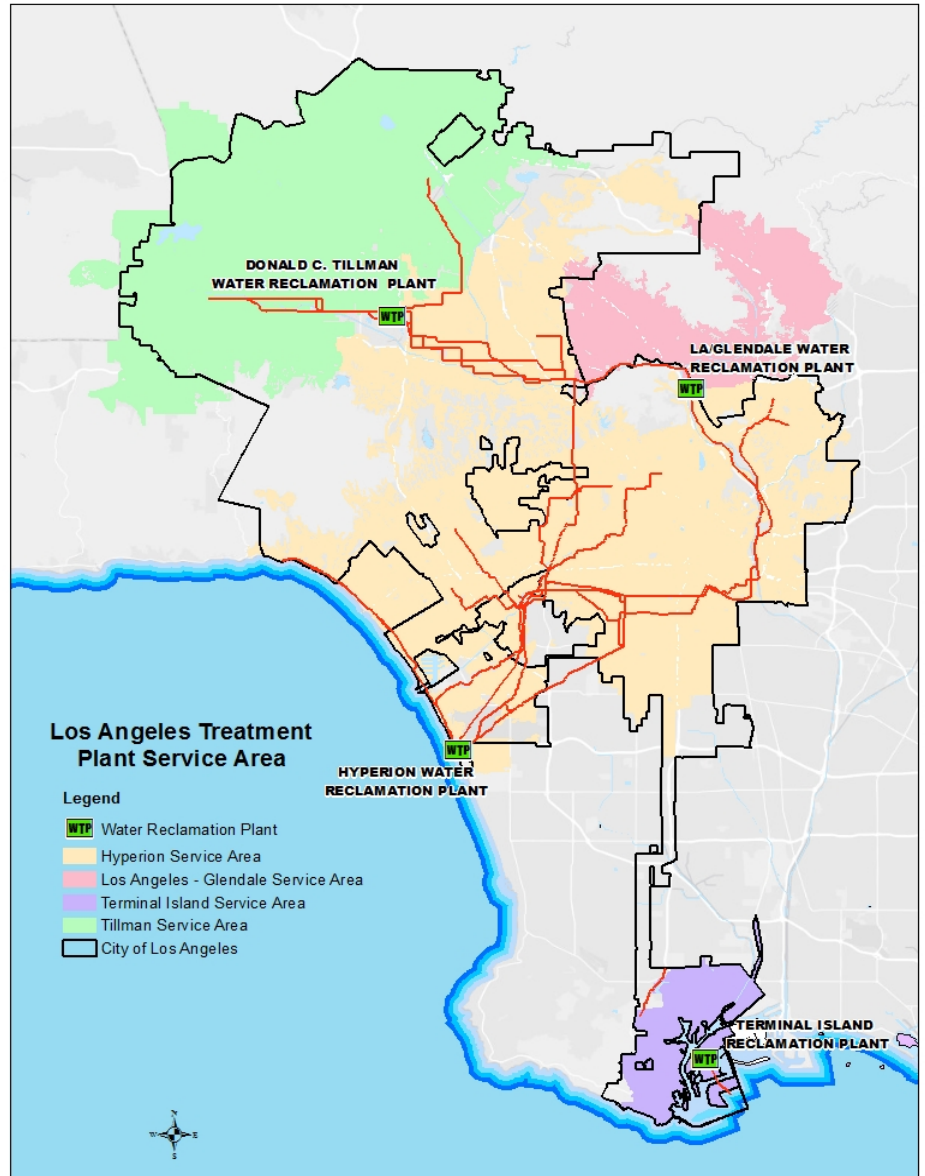 DONALD C. TILLMAN
WATER RECLAMATION PLANT
WTP
LA/GLENDALE WATER
RECLAMATION PLANT
WTP
WTP
HYPERION WATER
RECLAMATION PLANT
Los Angeles Treatment
Plant Service Area
Legend
WTP Water Reclamation Plant
Hyperion Service Area
Los Angeles - Glendale Service Area
Terminal Island Service Area
Tillman Service Area
City of Los Angeles
TERMINAL ISLAND
RECLAMATION PLANT
WTP
N
W E
S